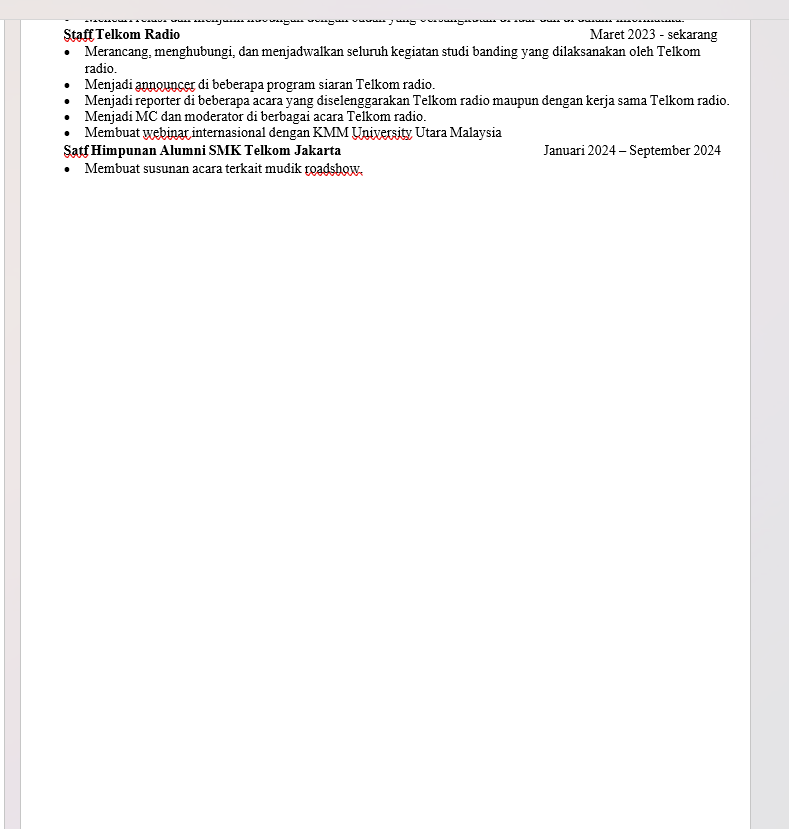 Staff Telkom Radio Maret 2023 - sekarang
• Merancang, menghubungi, dan menjadwalkan seluruh kegiatan studi banding yang dilaksanakan oleh Telkom
radio.
• Menjadi announcer di beberapa program siaran Telkom radio.
• Menjadi reporter di beberapa acara yang diselenggarakan Telkom radio maupun dengan kerja sama Telkom radio.
• Menjadi MC dan moderator di berbagai acara Telkom radio.
• Membuat webinar internasional dengan KMM University Utara Malaysia
Satf Himpunan Alumni SMK Telkom Jakarta Januari 2024 – September 2024
• Membuat susunan acara terkait mudik roadshow.